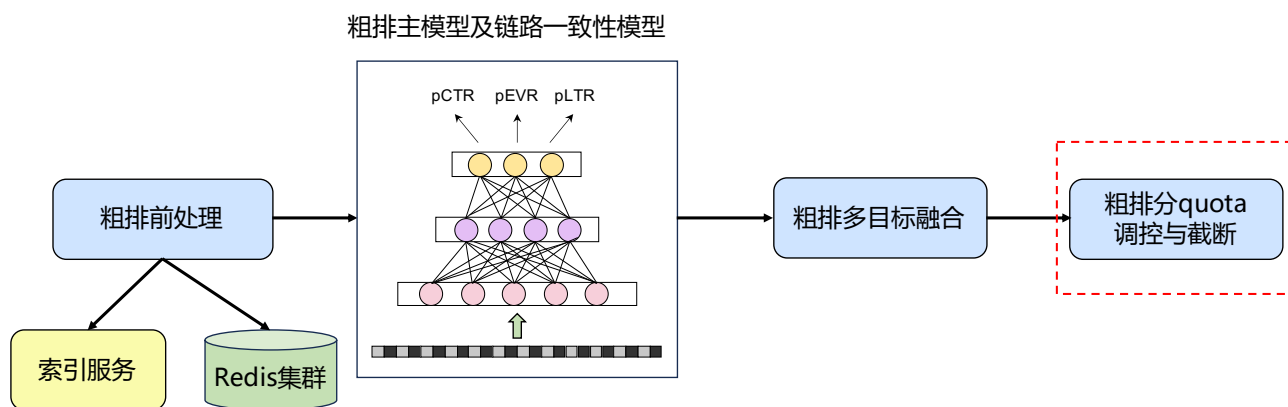 粗排主模型及链路一致性模型
pCTR pEVR pLTR
粗排前处理
粗排多目标融合
粗排分quota
调控与截断
索引服务
Redis集群